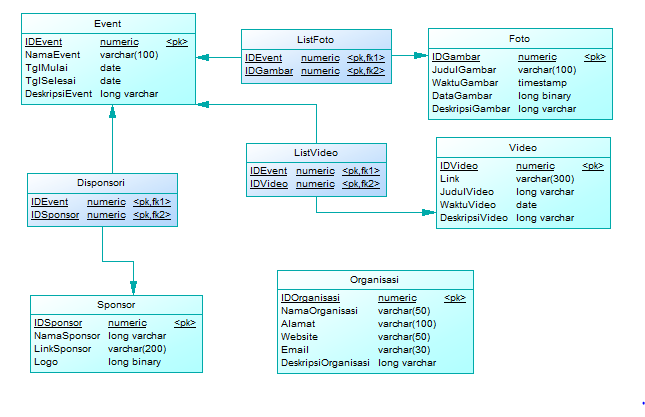 Event
IDEvent numeric <pk>
NamaEvent varchar(100)
TglMulai date
TglSelesai date
DeskripsiEvent long varchar
ListFoto
IDEvent numeric <pk,fk1>
IDGambar numeric <pk,fk2>
Foto
IDGambar numeric <pk>
JudulGambar varchar(100)
WaktuGambar timestamp
DataGambar long binary
DeskripsiGambar long varchar
ListVideo
IDEvent numeric <pk,fk1>
IDVideo numeric <pk,fk2>
Video
IDVideo numeric <pk>
Link varchar(300)
JudulVideo long varchar
WaktuVideo date
DeskripsiVideo long varchar
Disponsori
IDEvent numeric <pk,fk1>
IDSponsor numeric <pk,fk2>
Sponsor
IDSponsor numeric <pk>
NamaSponsor long varchar
LinkSponsor varchar(200)
Logo long binary
Organisasi
IDOrganisasi numeric <pk>
NamaOrganisasi varchar(50)
Alamat varchar(100)
Website varchar(50)
Email varchar(30)
DeskripsiOrganisasi long varchar